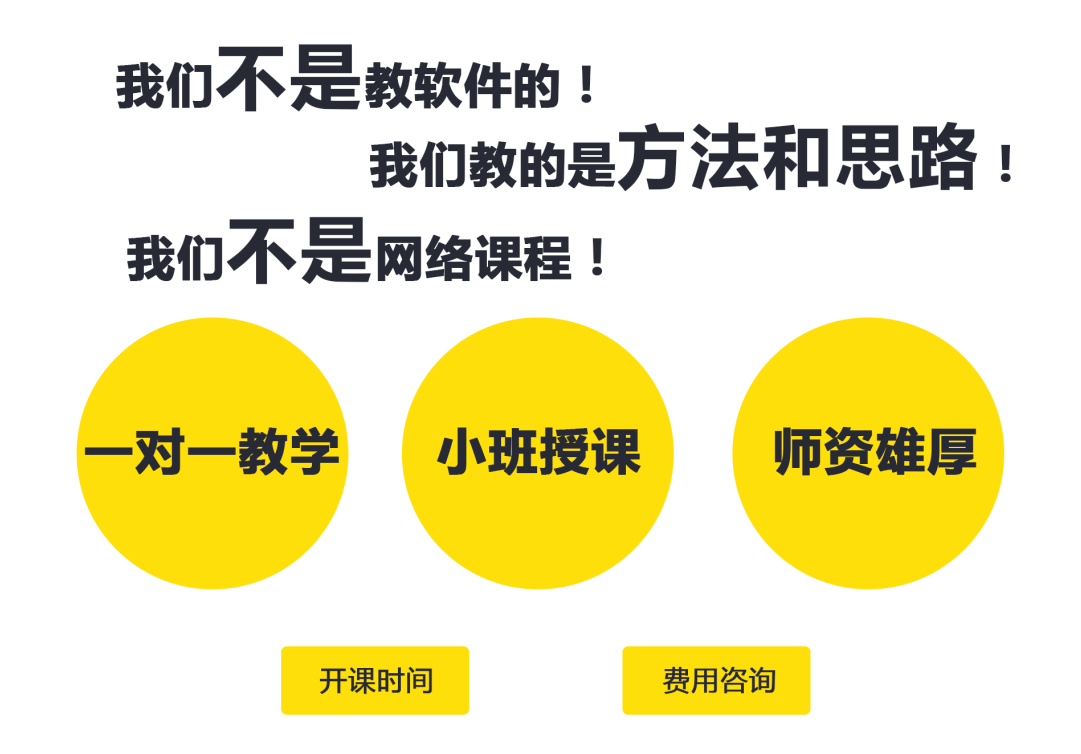 我们不是教软件的！
我们教的是方法和思路！
我们不是网络课程！
一对一教学
小班授课
师资雄厚
开课时间
费用咨询